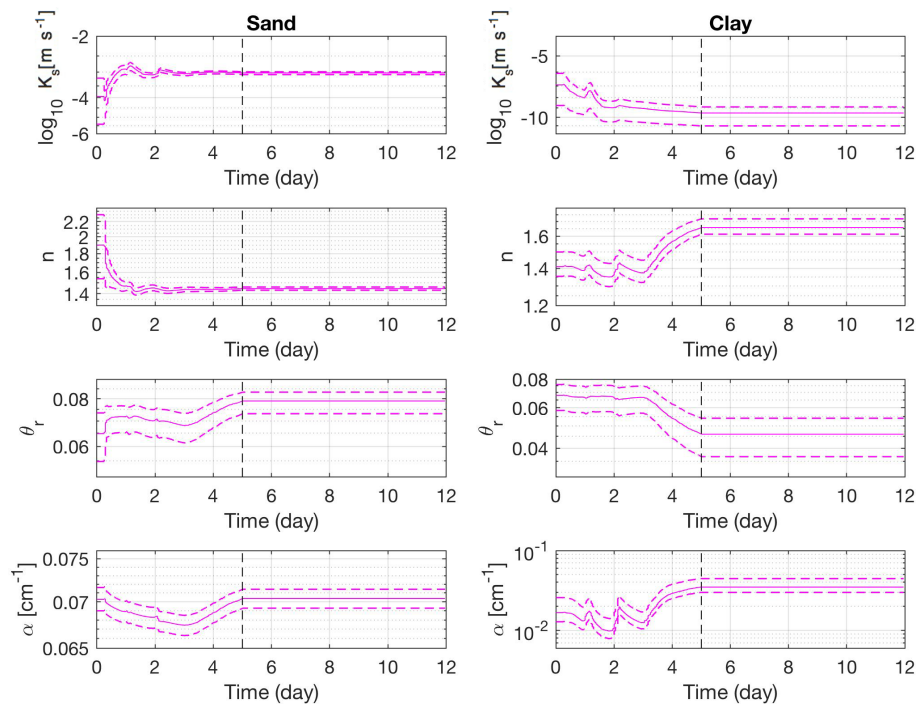 Sand
log10 Ks[m s-1]
-2
-4
-6
0 2 4 6 8 10 12
Time (day)
Clay
log10 Ks[m s-1]
-5
-10
0 2 4 6 8 10 12
Time (day)
n
2.2
2
1.8
1.6
1.4
0 2 4 6 8 10 12
Time (day)
n
1.6
1.4
1.2
0 2 4 6 8 10 12
Time (day)
θr
0.08
0.06
0 2 4 6 8 10 12
Time (day)
θr
0.08
0.06
0.04
0 2 4 6 8 10 12
Time (day)
α [cm-1]
0.075
0.07
0.065
0 2 4 6 8 10 12
Time (day)
α [cm-1]
10-1
10-2
0 2 4 6 8 10 12
Time (day)